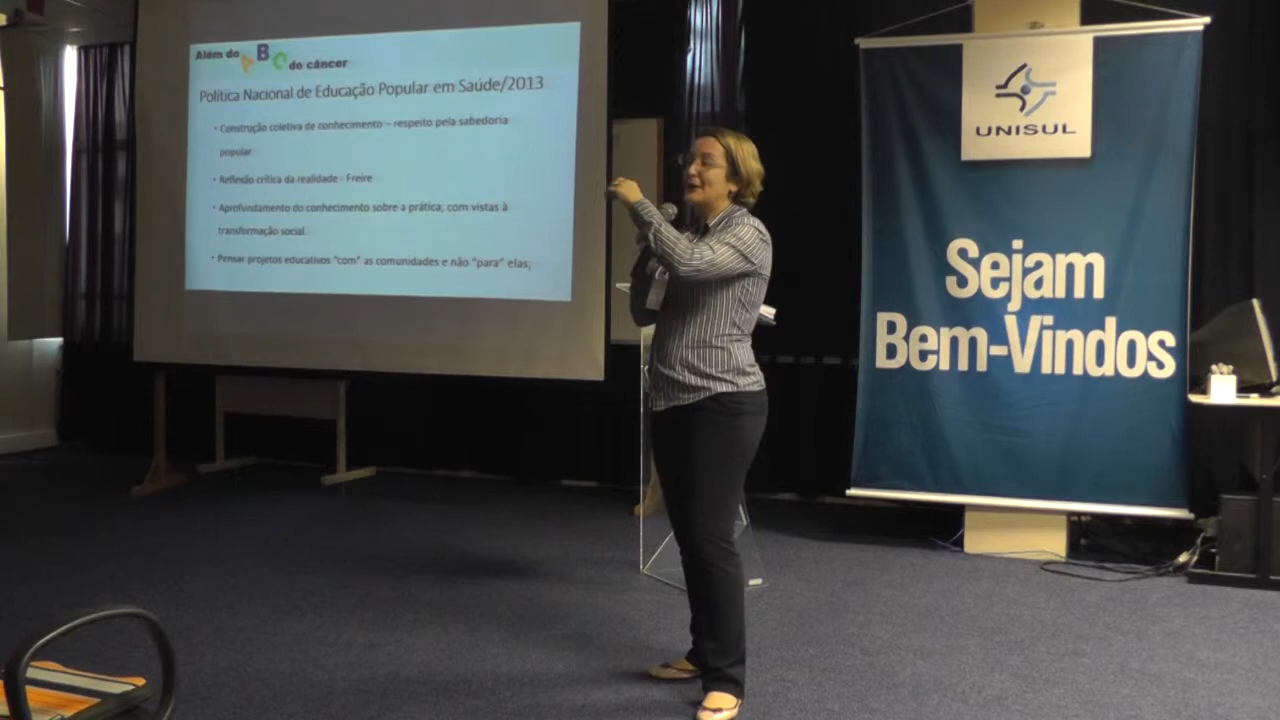 Além do ABC do câncer
Política Nacional de Educação Popular em Saúde/2013
• Construção coletiva de conhecimento – respeito pela sabedoria
popular
• Reflexão crítica da realidade - Freire
• Aprofundamento do conhecimento sobre a prática, com vistas à
transformação social.
• Pensar projetos educativos "com" as comunidades e não "para" elas;
UNISUL
Sejam
Bem-Vindos